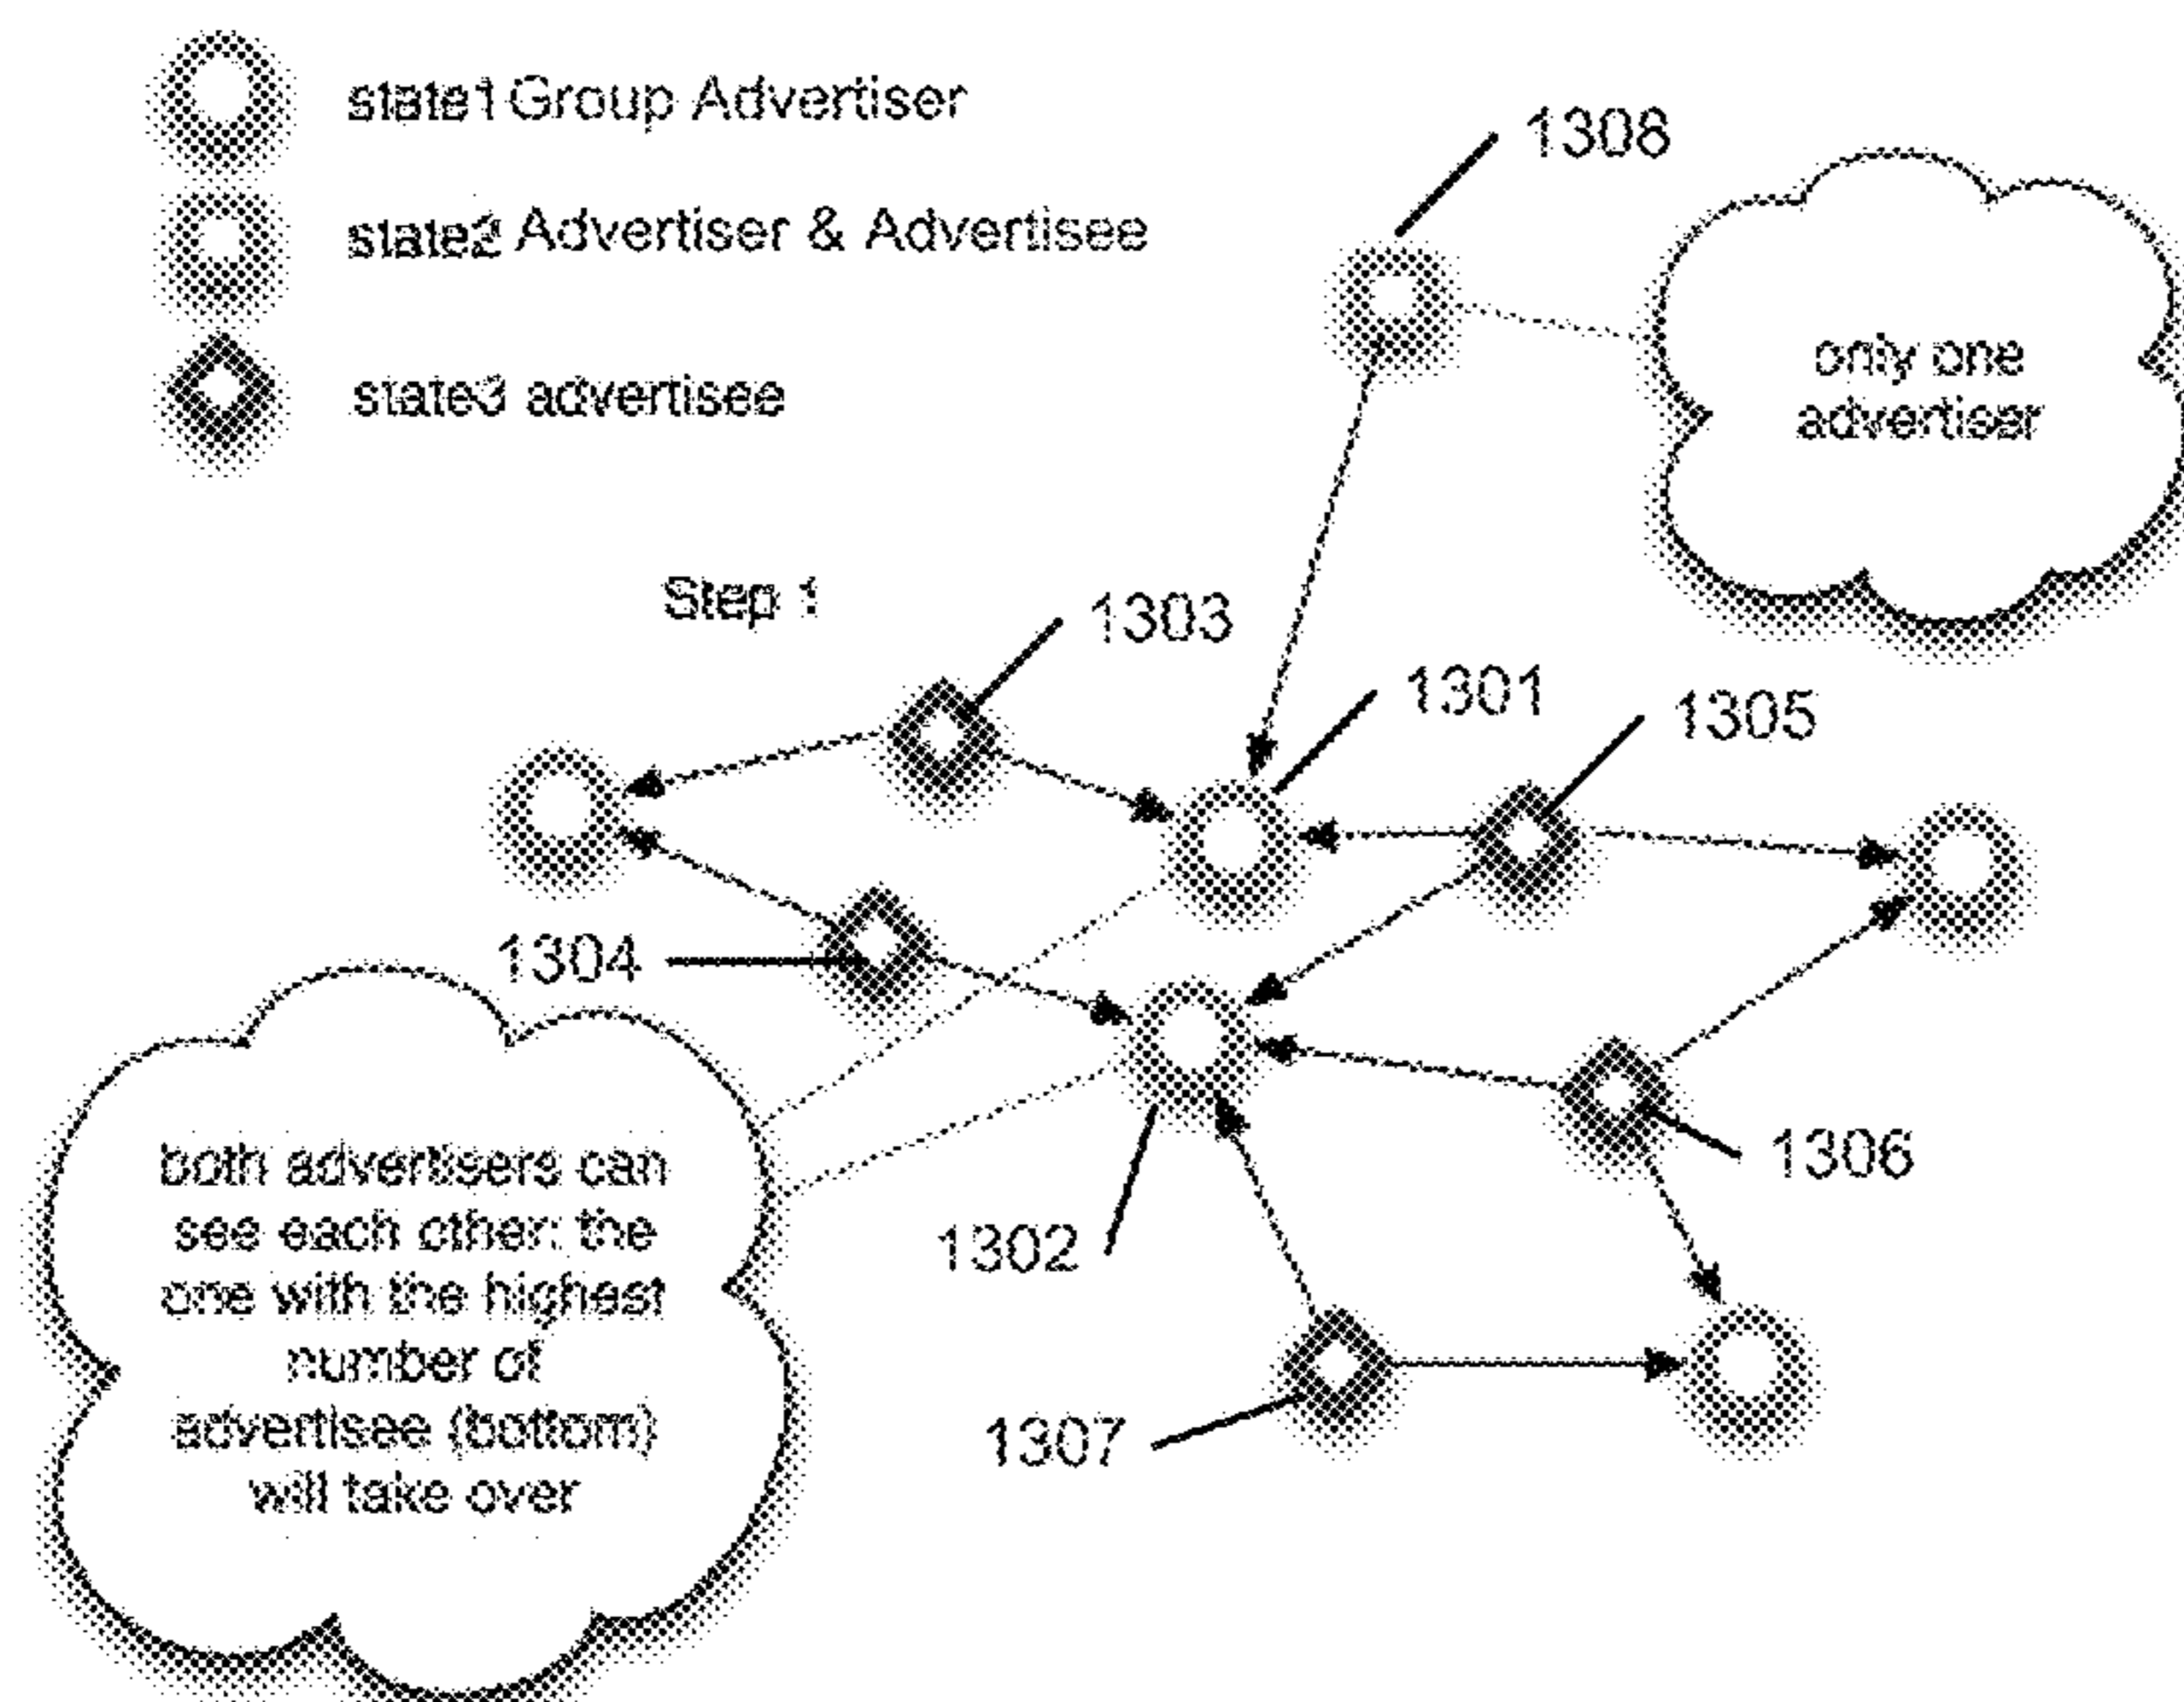 state1 Group Advertiser
state2 Advertiser & Advertisee
state3 advertisee
1308
only one
advertiser
Step 1
1303
1301
1305
1304
1302
1306
1307
both advertisers can
see each other: the
one with the highest
number of
advertisee (bottom)
will take over